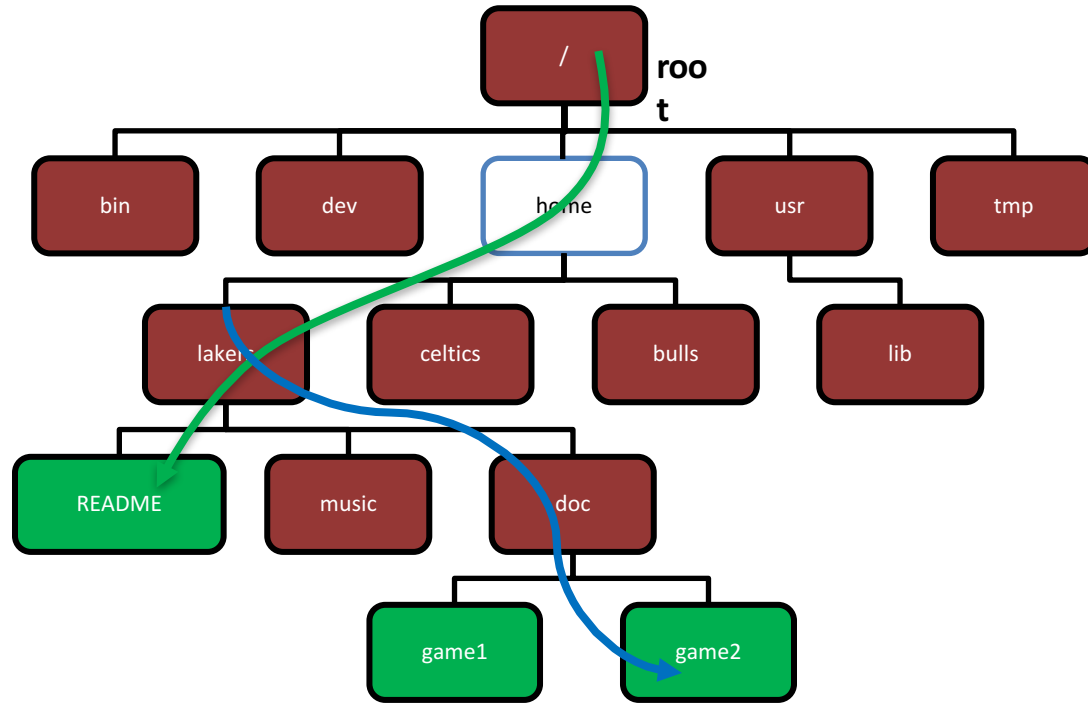 /
roo
t
bin
dev
home
usr
tmp
lakers
celtics
bulls
lib
README
music
doc
game1
game2